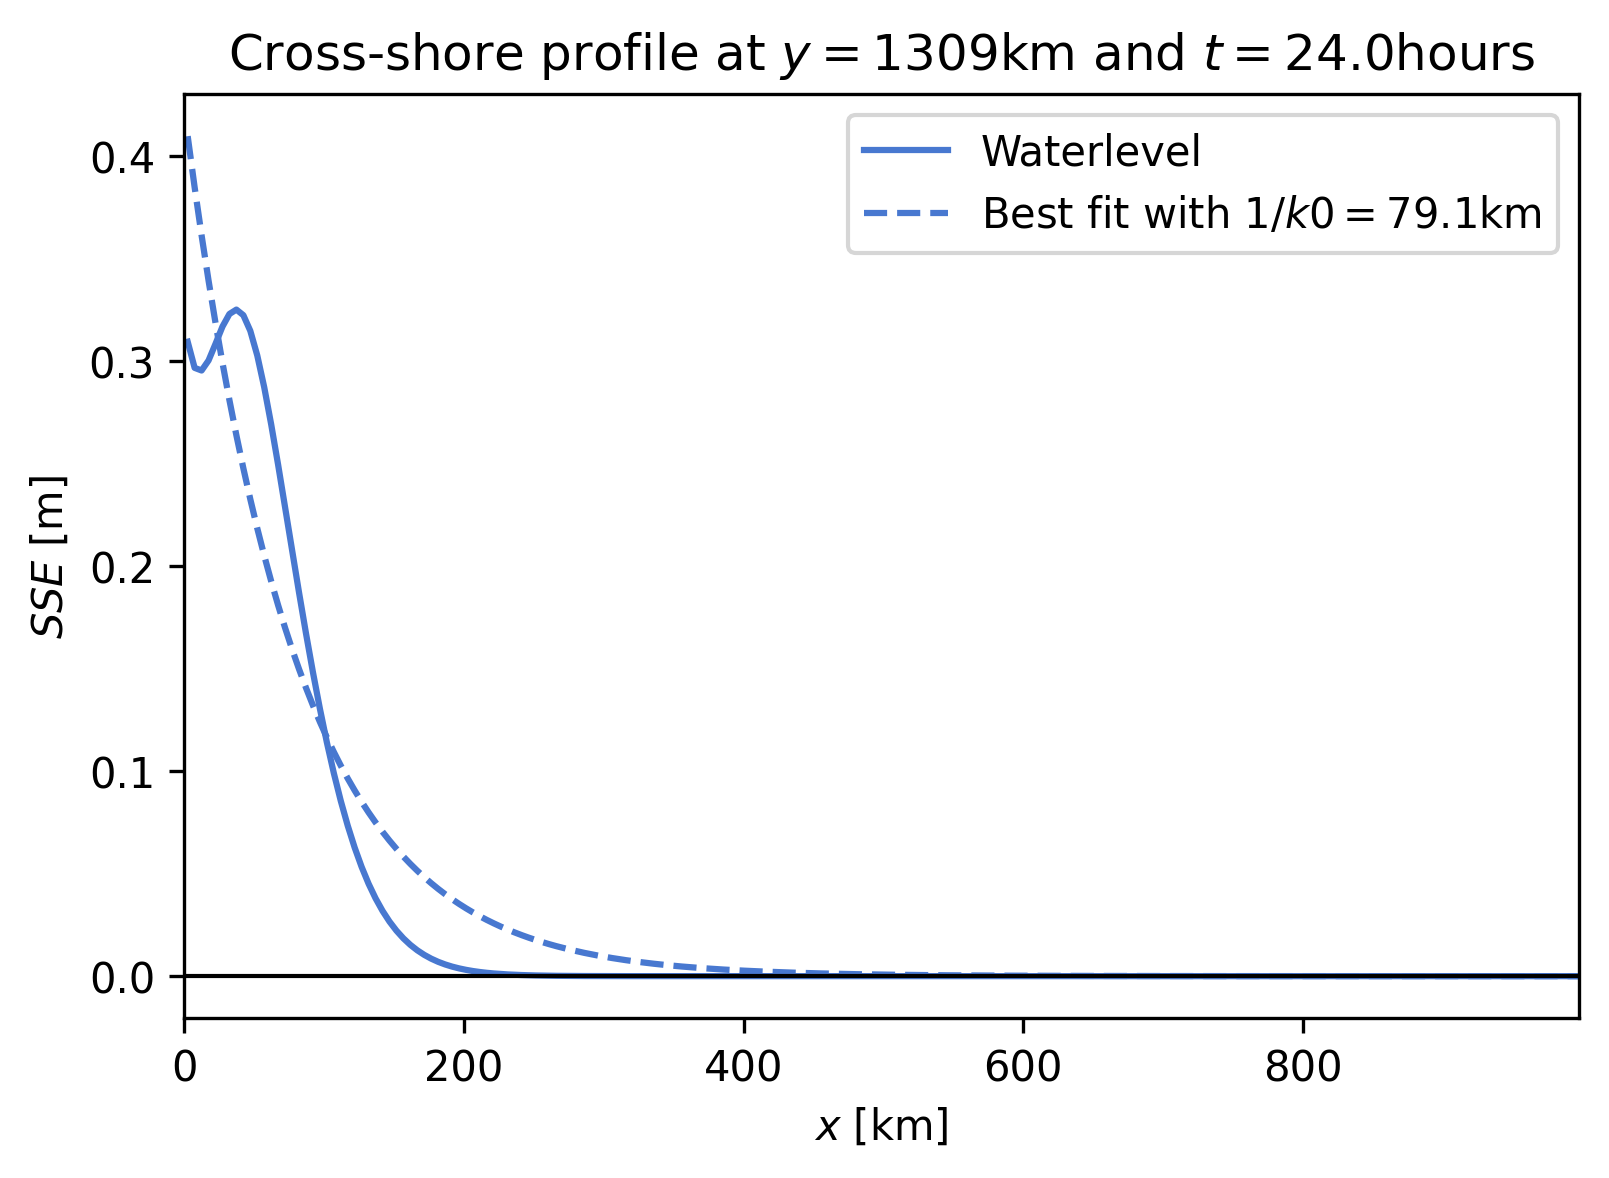 Cross-shore profile at y = 1309km and t = 24.0hours
Waterlevel
Best fit with 1/k0 = 79.1km
SSE [m]
0.4
0.3
0.2
0.1
0.0
0 200 400 600 800
x [km]